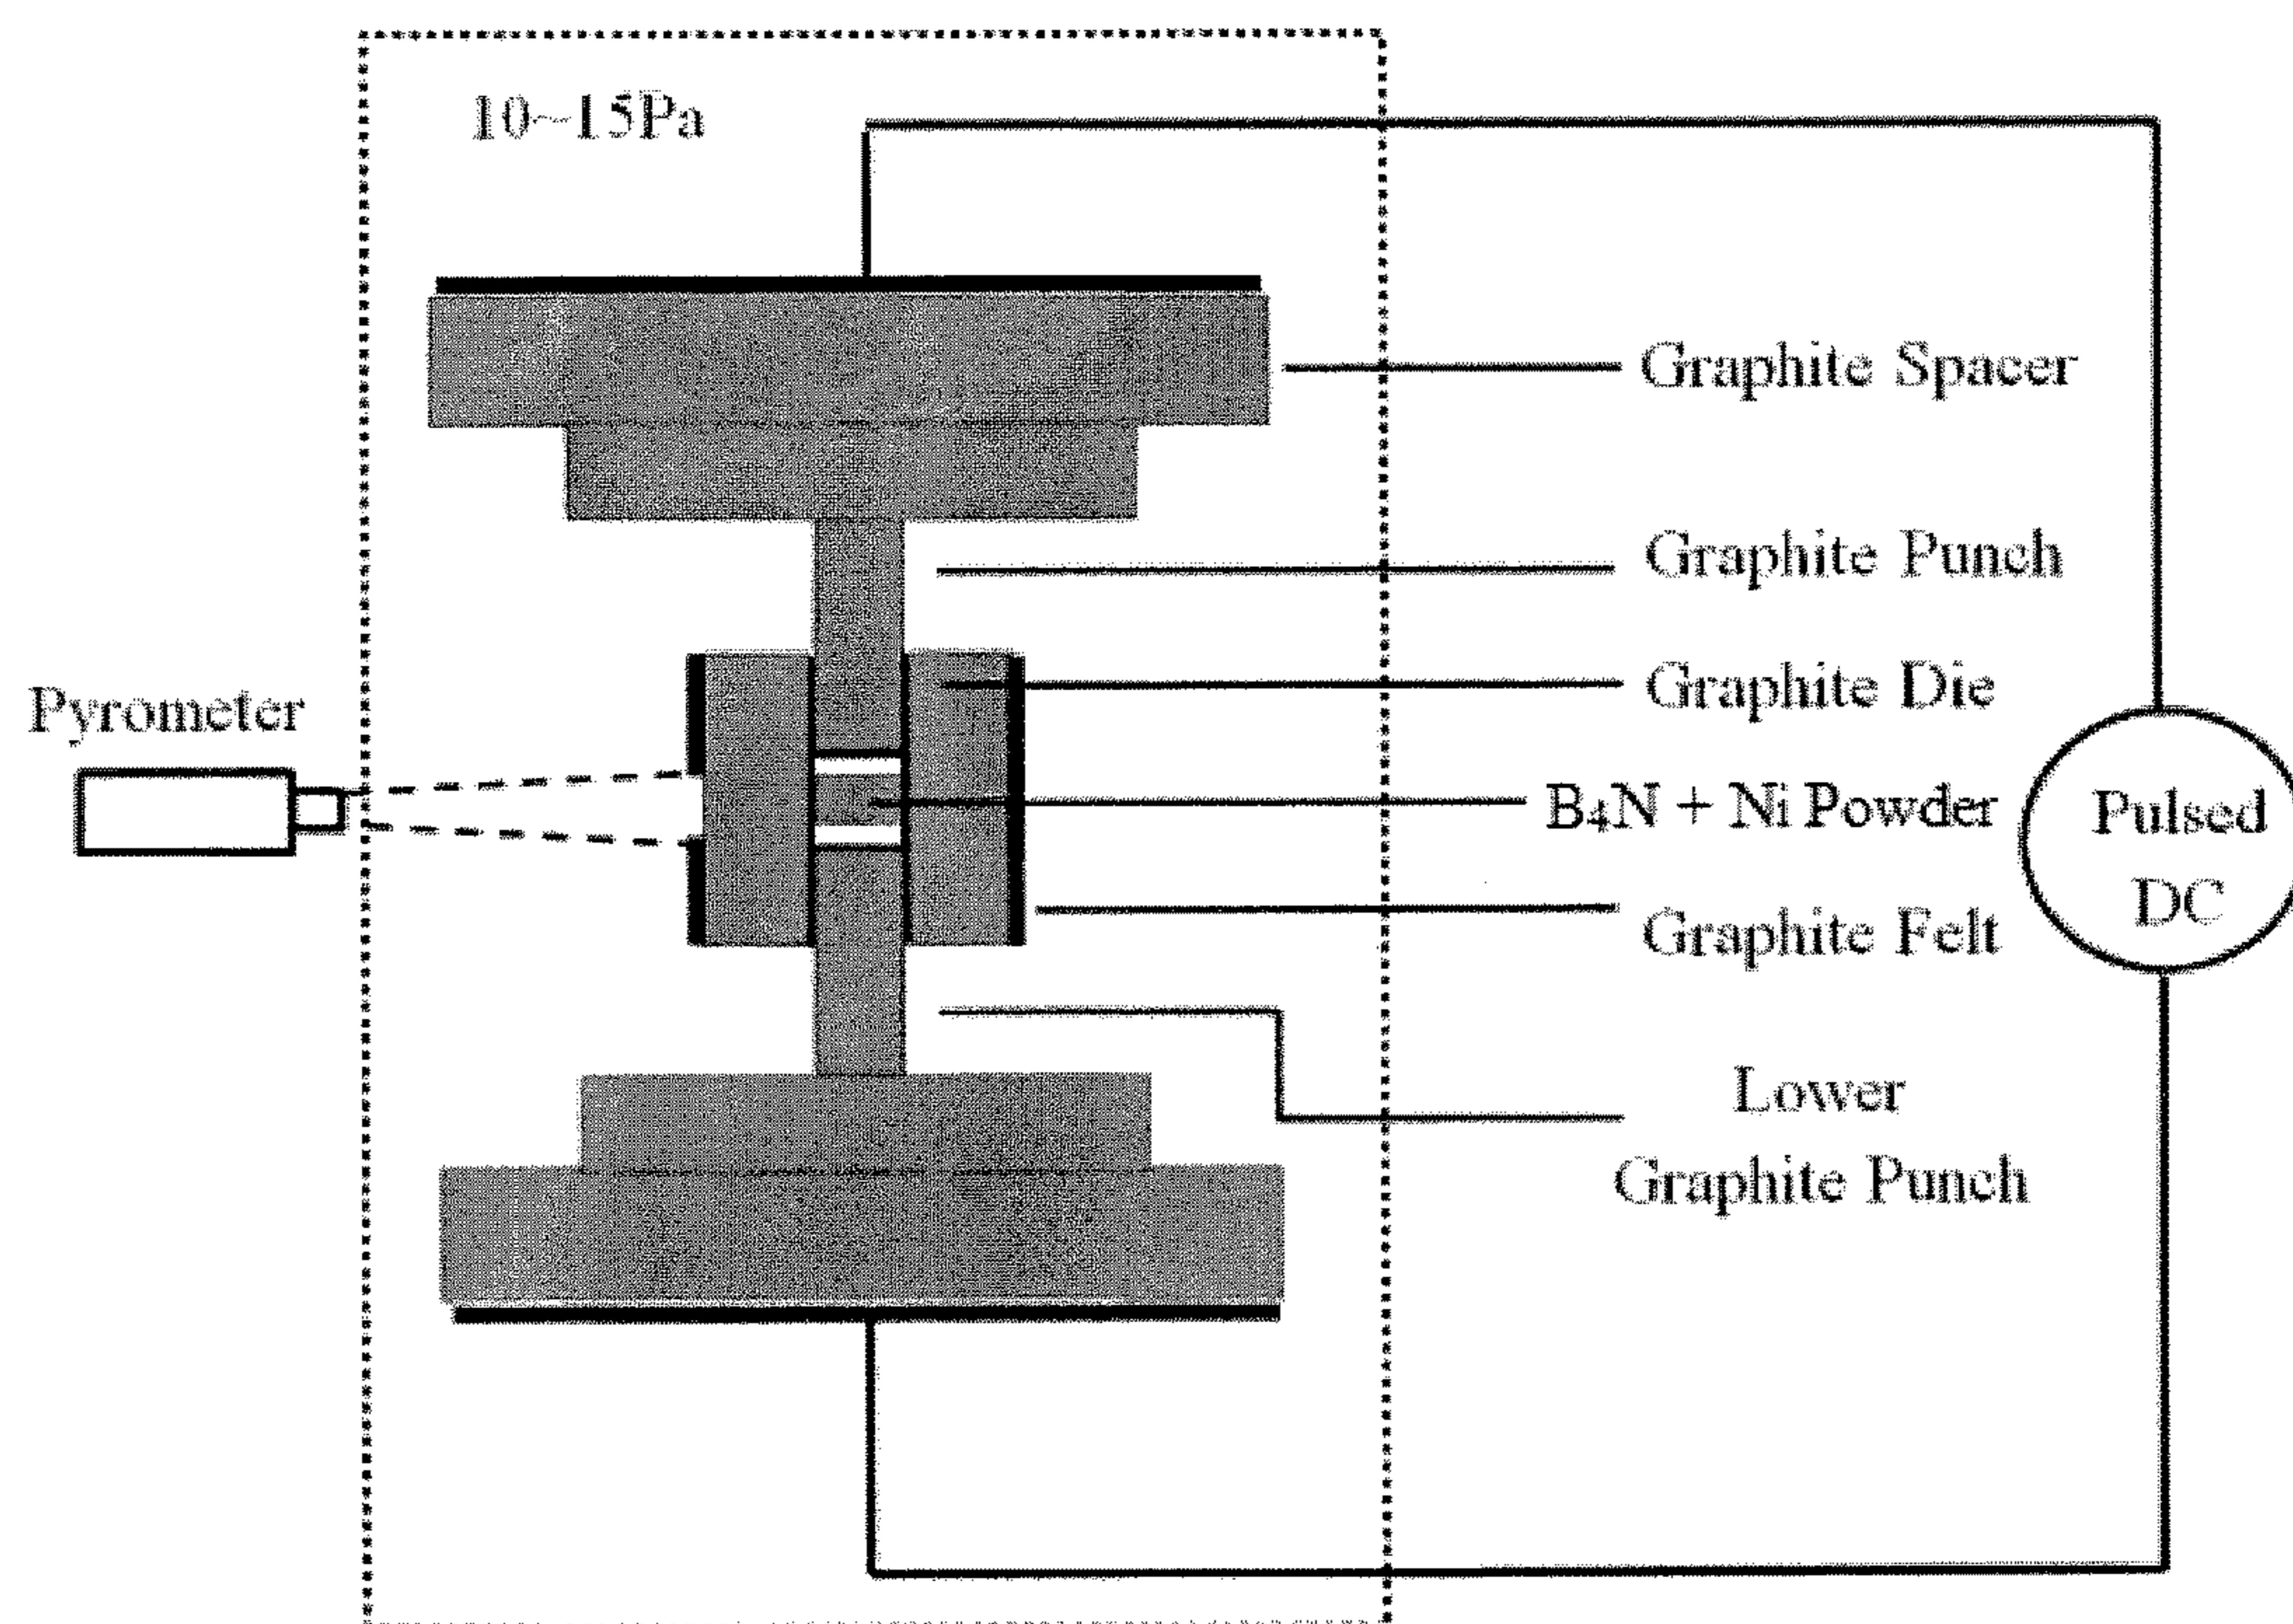 10~15Pa
Graphite Spacer
Graphite Punch
Graphite Die
Pyrometer
B₄N + Ni Powder
Pulsed
DC
Graphite Felt
Lower
Graphite Punch